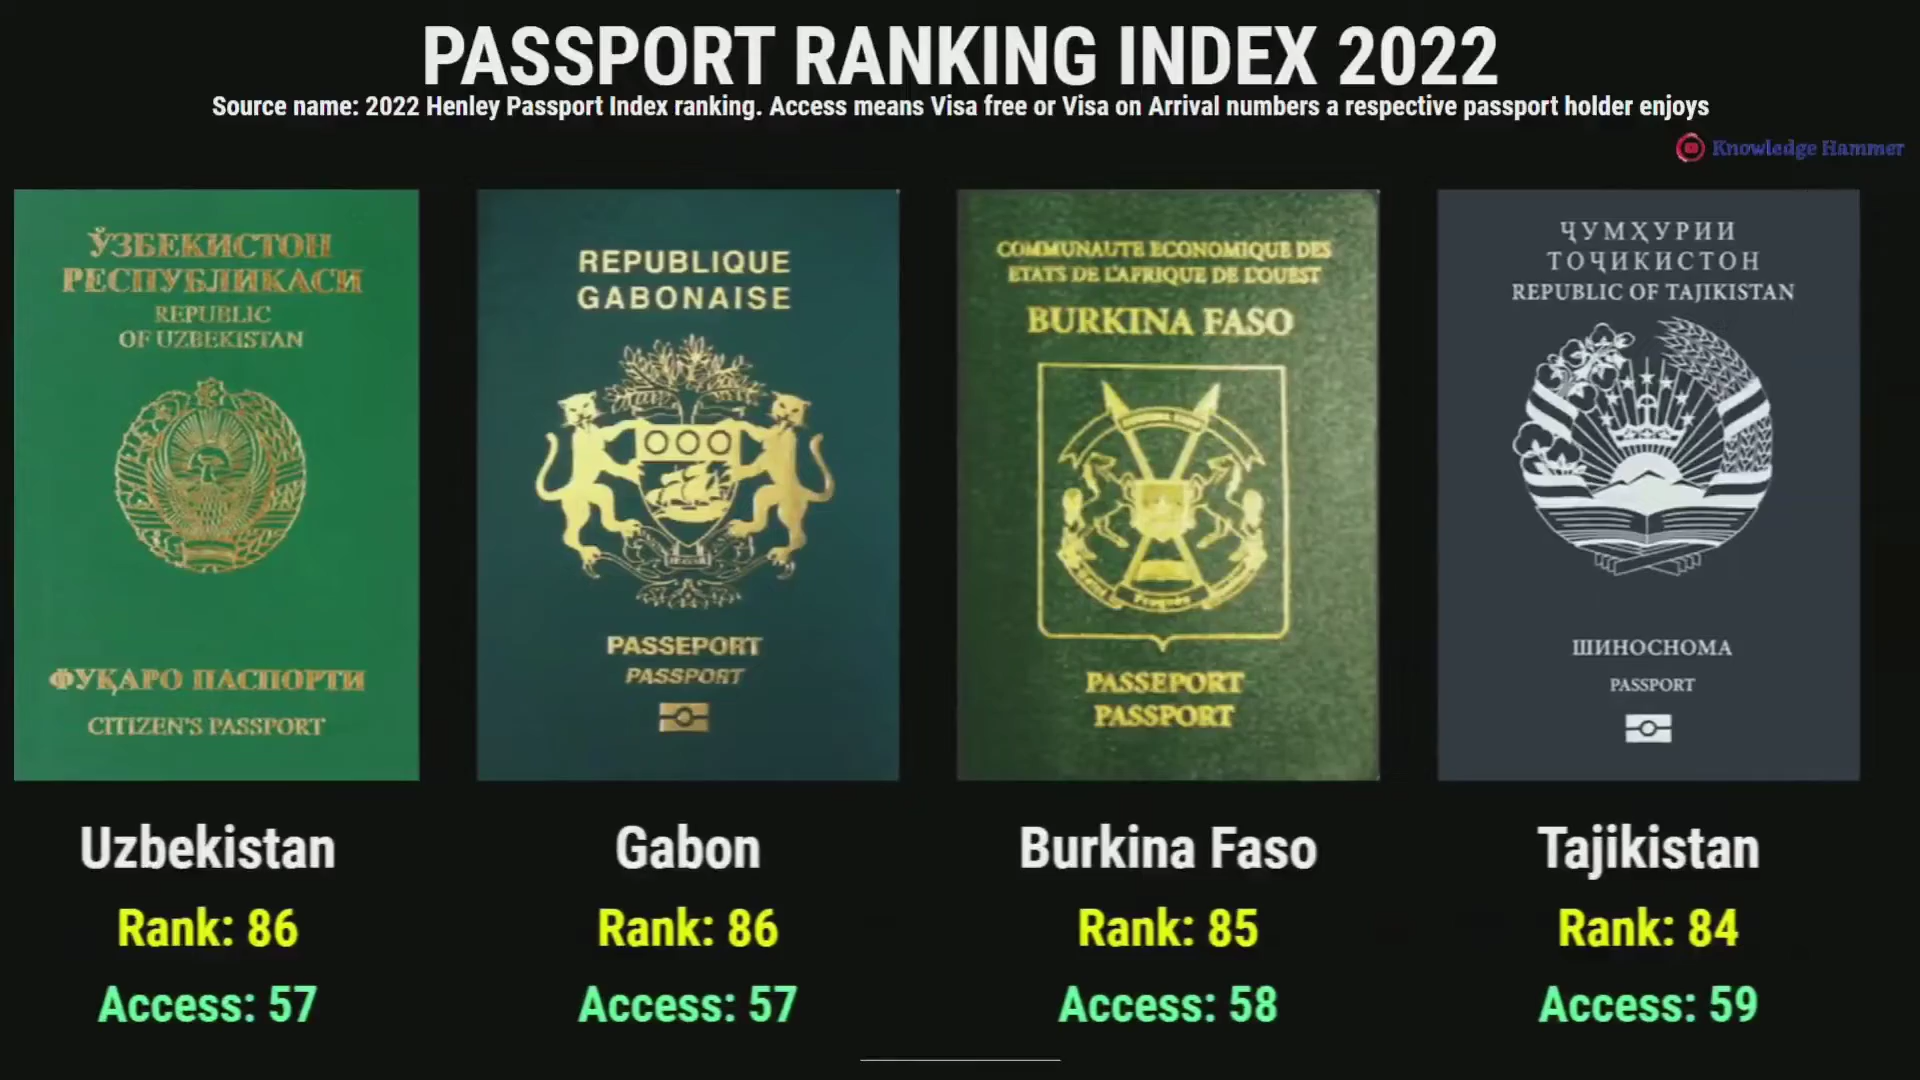 PASSPORT RANKING INDEX 2022
Source name: 2022 Henley Passport Index ranking. Access means Visa free or Visa on Arrival numbers a respective passport holder enjoys
Knowledge Hammer
ЎЗБЕКИСТОН
РЕСПУБЛИКАСИ
REPUBLIC
OF UZBEKISTAN
ФУҚАРО ПАСПОРТИ
CITIZEN'S PASSPORT
REPUBLIQUE
GABONAISE
PASSEPORT
PASSPORT
COMMUNAUTE ECONOMIQUE DES
ETATS DE L'AFRIQUE DE L'OUEST
BURKINA FASO
PASSEPORT
PASSPORT
ҶУМҲУРИИ
ТОҶИКИСТОН
REPUBLIC OF TAJIKISTAN
ШИНОСНОМА
PASSPORT
Uzbekistan
Rank: 86
Access: 57
Gabon
Rank: 86
Access: 57
Burkina Faso
Rank: 85
Access: 58
Tajikistan
Rank: 84
Access: 59